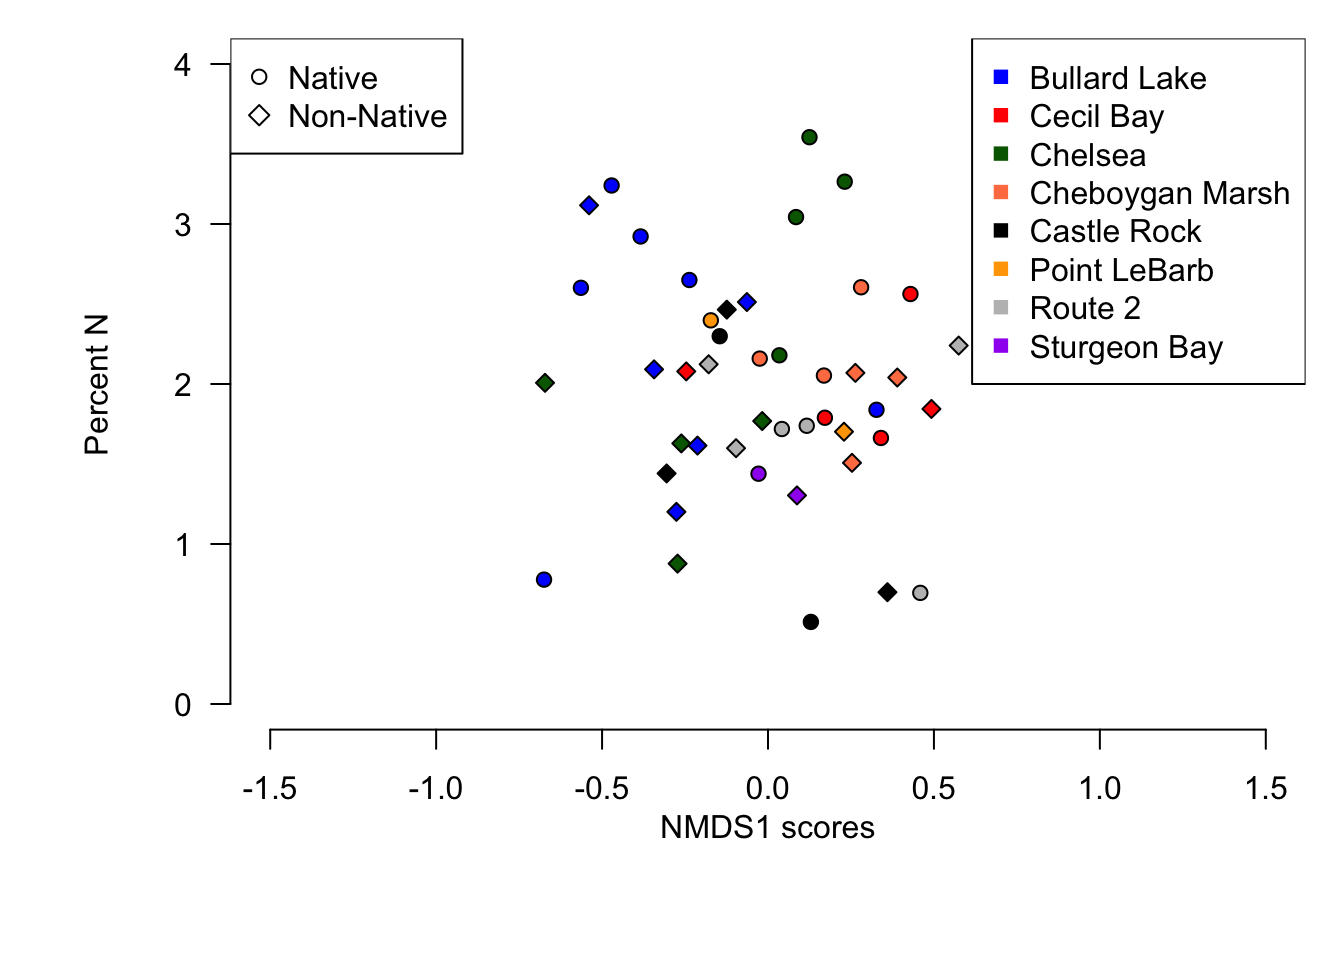 Native
Non-Native
Bullard Lake
Cecil Bay
Chelsea
Cheboygan Marsh
Castle Rock
Point LeBarb
Route 2
Sturgeon Bay
Percent N
4
3
2
1
0
-1.5 -1.0 -0.5 0.0 0.5 1.0 1.5
NMDS1 scores